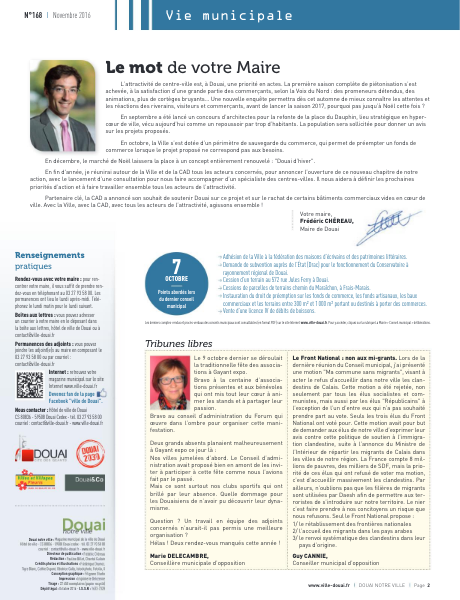 N°168 | Novembre 2016
Vie municipale
Le mot de votre Maire
L'attractivité de centre-ville est, à Douai, une priorité en actes. La première saison complète de piétonisation s'est
achevée, à la satisfaction d'une grande partie des commerçants, selon la Voix du Nord : des promeneurs détendus, des
animations, plus de cortèges bruyants... Une nouvelle enquête permettra dès cet automne de mieux connaître les attentes et
les réactions des riverains, visiteurs et commerçants, avant de lancer la saison 2017, pourquoi pas jusqu'à Noël cette fois ?
En septembre a été lancé un concours d'architectes pour la refonte de la place du Dauphin, lieu stratégique en hyper-
cœur de ville, vécu aujourd'hui comme un repoussoir par trop d'habitants. La population sera sollicitée pour donner un avis
sur les projets proposés.
En octobre, la Ville s'est dotée d'un périmètre de sauvegarde du commerce, qui permet de préempter un fonds de
commerce lorsque le projet proposé ne correspond pas aux besoins.
En décembre, le marché de Noël laissera la place à un concept entièrement renouvelé : "Douai d'hiver".
En fin d'année, je réunirai autour de la Ville et de la CAD tous les acteurs concernés, pour annoncer l'ouverture de ce nouveau chapitre de notre
action, avec le lancement d'une consultation pour nous faire accompagner d'un spécialiste des centres-villes. Il nous aidera à définir les prochaines
priorités d'action et à faire travailler ensemble tous les acteurs de l'attractivité.
Partenaire clé, la CAD a annoncé son souhait de soutenir Douai sur ce projet et sur le rachat de certains bâtiments commerciaux vides en cœur de
ville. Avec la Ville, avec la CAD, avec tous les acteurs de l'attractivité, agissons ensemble !
Votre maire,
Frédéric CHÉREAU,
Maire de Douai
Renseignements
pratiques
Rendez-vous avec votre maire : pour ren-
contrer votre maire, il vous suffit de prendre ren-
dez-vous en téléphonant au 03 27 93 58 00. Les
permanences ont lieu le lundi après-midi. Télé-
phonez le lundi matin pour le lundi suivant.
Boîtes aux lettres : vous pouvez adresser
un courrier à votre maire en le déposant dans
la boîte aux lettres, hôtel de ville de Douai ou à
contact@ville-douai.fr
Permanences des adjoints : vous pouvez
joindre les adjoint(e)s au maire en composant le
03 27 93 58 00 ou par courriel :
contact@ville-douai.fr
Internet : retrouvez votre
magazine municipal sur le site
Internet www.ville-douai.fr
Devenez fan de la page
Facebook "Ville de Douai".
Nous contacter : Hôtel de ville de Douai
CS 80836 - 59508 Douai Cedex - tél. 03 27 93 58 00
courriel : contact@ville-douai.fr - www.ville-douai.fr
7
OCTOBRE
Points abordés lors
du dernier conseil
municipal
Adhésion de la Ville à la fédération des maisons d'écrivains et des patrimoines littéraires.
Demande de subvention auprès de l'État (Drac) pour le fonctionnement du Conservatoire à
rayonnement régional de Douai.
Cession d'un terrain au 572 rue Jules Ferry à Douai.
Cessions de parcelles de terrains chemin du Marasillon, à Frais-Marais.
Instauration du droit de préemption sur les fonds de commerce, les fonds artisanaux, les baux
commerciaux et les terrains entre 300 m² et 1 000 m² portant ou destinés à porter des commerces.
Vente d'une licence III de débits de boissons.
Tribunes libres
Le 9 octobre dernier se déroulait
la traditionnelle fête des associa-
tions à Gayant expo.
Bravo à la centaine d'associa-
tions présentes et aux bénévoles
qui ont mis tout leur cœur à ani-
mer les stands et à partager leur
passion.
Bravo au conseil d'administration du Forum qui
œuvre dans l'ombre pour organiser cette mani-
festation.
Deux grands absents planaient malheureusement
à Gayant expo ce jour là :
Nos villes jumelées d'abord. Le Conseil d'admi-
nistration avait proposé bien en amont de les invi-
ter à participer à cette fête comme nous l'avions
fait par le passé.
Mais ce sont surtout nos clubs sportifs qui ont
brillé par leur absence. Quelle dommage pour
les Douaisiens de n'avoir pu découvrir leur dyna-
misme.
Question ? Un travail en équipe des adjoints
concernés n'aurait-il pas permis une meilleure
organisation ?
Hélas ! Deux rendez-vous manqués cette année !
Marie DELECAMBRE,
Conseillère municipale d'opposition
Le Front National : non aux mi-grants. Lors de la
dernière réunion du Conseil municipal, j'ai présenté
une motion "Ma commune sans migrants", visant à
acter le refus d'accueillir dans notre ville les clan-
destins de Calais. Cette motion a été rejetée, non
seulement par tous les élus socialistes et com-
munistes, mais aussi par les élus "Républicains" à
l'exception de l'un d'entre eux qui n'a pas souhaité
prendre part au vote. Seuls les trois élus du Front
National ont voté pour. Cette motion avait pour but
de demander aux élus de notre ville d'exprimer leur
avis contre cette politique de soutien à l'immigra-
tion clandestine, suite à l'annonce du Ministre de
l'Intérieur de répartir les migrants de Calais dans
les villes de notre région. La France compte 8 mil-
lions de pauvres, des milliers de SDF, mais la prio-
rité de ces élus qui ont refusé de voter ma motion,
c'est d'accueillir massivement les clandestins. Par
ailleurs, n'oublions pas que les filières de migrants
sont utilisées par Daesh afin de permettre aux ter-
roristes de s'introduire sur notre territoire. Le nier
c'est faire prendre à nos concitoyens un risque que
nous refusons. Seul le Front National propose :
1/ le rétablissement des frontières nationales
2/ l'accueil des migrants dans les pays arabes
3/ le renvoi systématique des clandestins dans leur
pays d'origine.
Guy CANNIE,
Conseiller municipal d'opposition
DOUAI
Douai&Co
Douai
www.ville-douai.fr | DOUAI NOTRE VILLE | Page 2